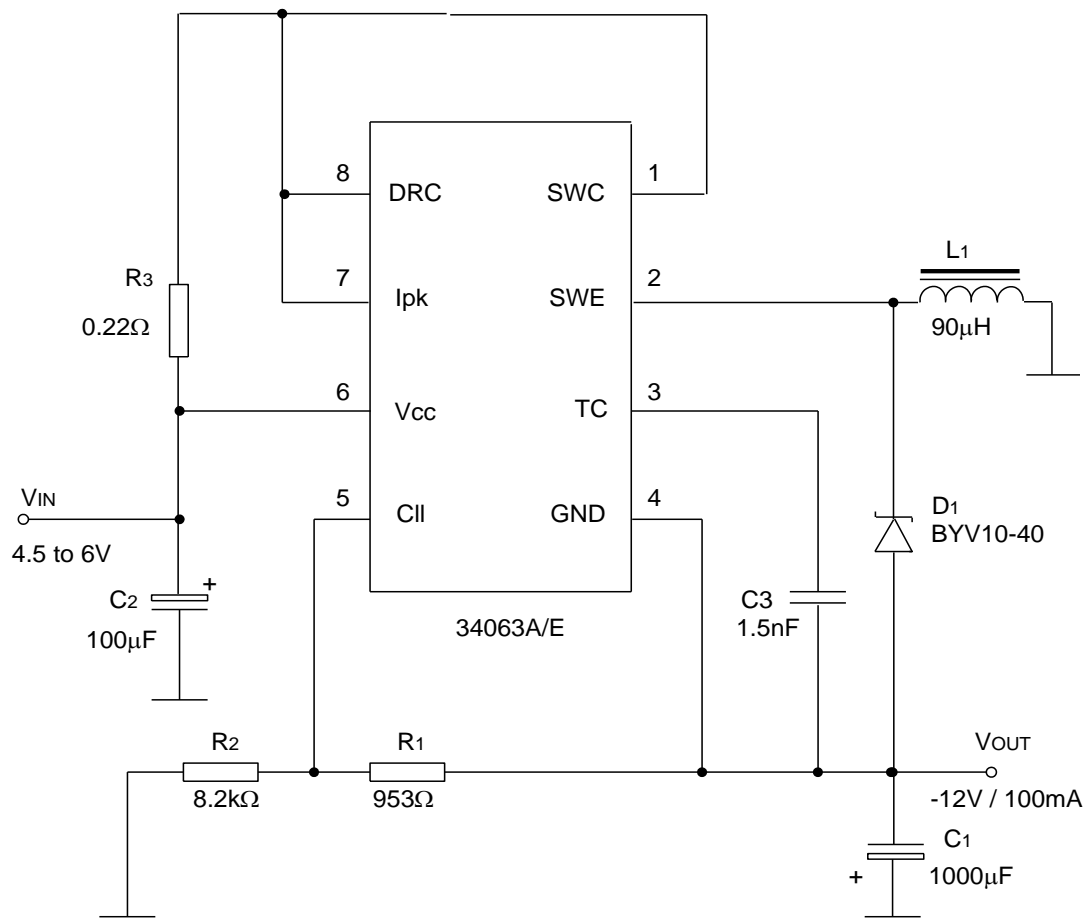 8
DRC
SWC
1
R3
0.22Ω
7
Ipk
SWE
2
L1
90μH
6
Vcc
TC
3
VIN
4.5 to 6V
5
CII
GND
4
D1
BYV10-40
C2
+
100μF
34063A/E
C3
1.5nF
R2
8.2kΩ
R1
953Ω
VOUT
-12V / 100mA
C1
+
1000μF